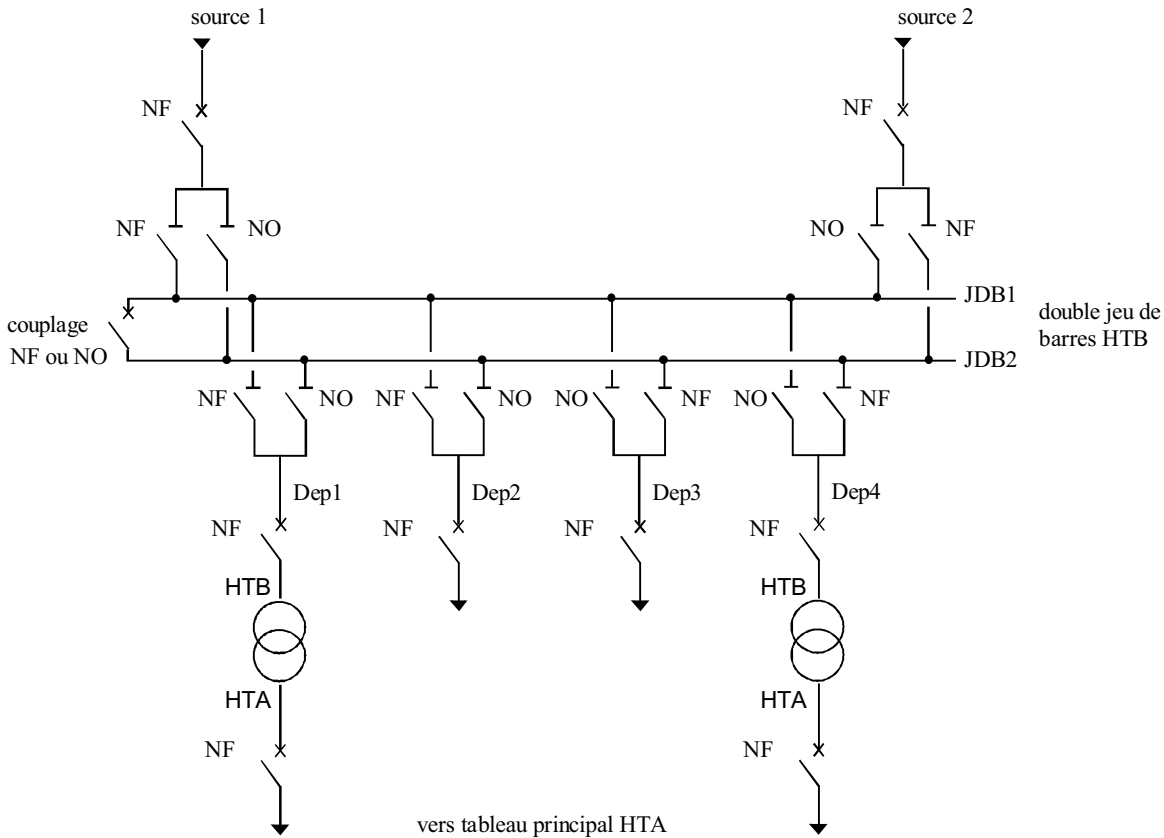 source 1
source 2
NF
NF
NF
NO
NO
NF
JDB1
couplage
NF ou NO
double jeu de
barres HTB
JDB2
NF
NO
NF
NO
NO
NF
NO
NF
Dep1
Dep2
Dep3
Dep4
NF
NF
NF
NF
HTB
HTB
HTA
HTA
NF
NF
vers tableau principal HTA